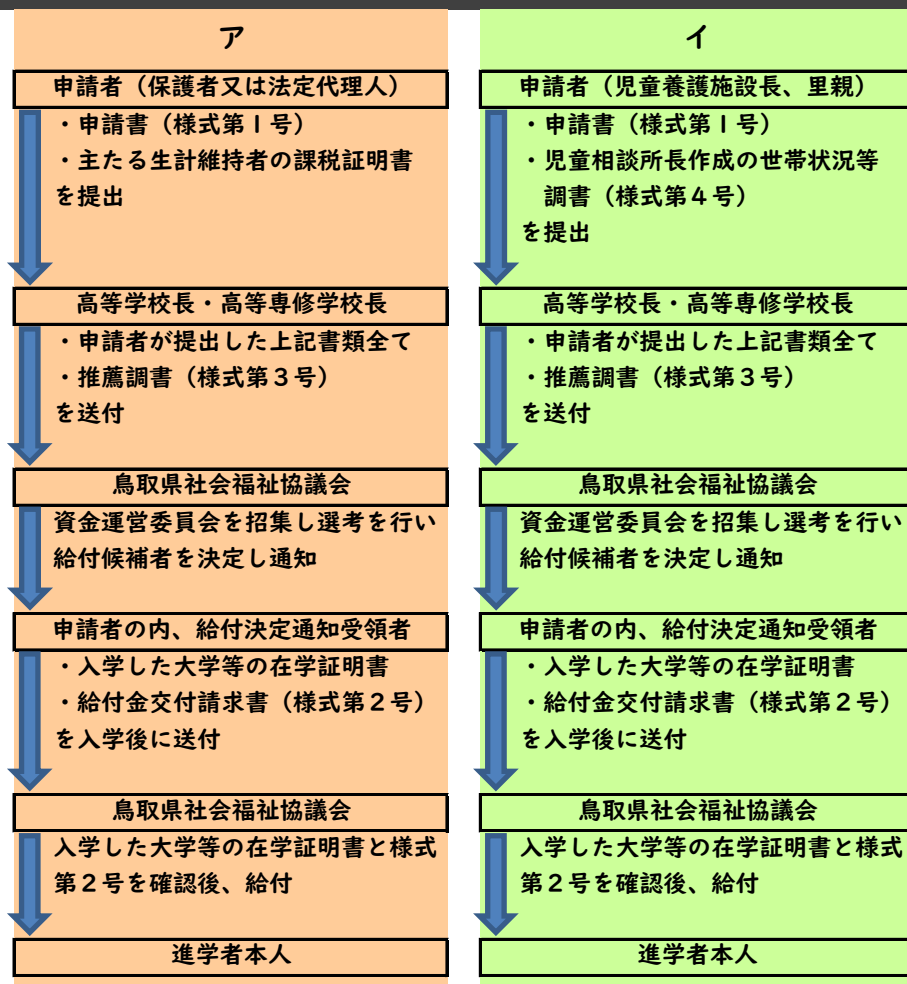 ア
申請者（保護者又は法定代理人）
・申請書（様式第１号）
・主たる生計維持者の課税証明書
を提出
高等学校長・高等専修学校長
・申請者が提出した上記書類全て
・推薦調書（様式第３号）
を送付
鳥取県社会福祉協議会
資金運営委員会を招集し選考を行い
給付候補者を決定し通知
申請者の内、給付決定通知受領者
・入学した大学等の在学証明書
・給付金交付請求書（様式第２号）
を入学後に送付
鳥取県社会福祉協議会
入学した大学等の在学証明書と様式
第２号を確認後、給付
進学者本人
イ
申請者（児童養護施設長、里親）
・申請書（様式第１号）
・児童相談所長作成の世帯状況等
調書（様式第４号）
を提出
高等学校長・高等専修学校長
・申請者が提出した上記書類全て
・推薦調書（様式第３号）
を送付
鳥取県社会福祉協議会
資金運営委員会を招集し選考を行い
給付候補者を決定し通知
申請者の内、給付決定通知受領者
・入学した大学等の在学証明書
・給付金交付請求書（様式第２号）
を入学後に送付
鳥取県社会福祉協議会
入学した大学等の在学証明書と様式
第２号を確認後、給付
進学者本人